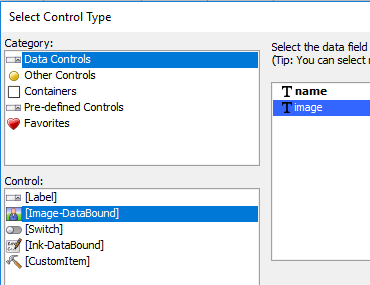 Select Control Type
Category:
Data Controls
Other Controls
Containers
Pre-defined Controls
Favorites
Control:
[Label]
[Image-DataBound]
[Switch]
[Ink-DataBound]
[CustomItem]
Select the data field
(Tip: You can select
name
image